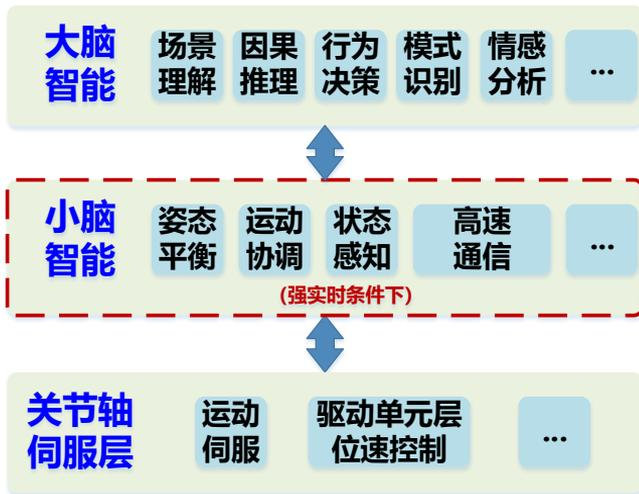 大脑
智能
场景
理解
因果
推理
行为
决策
模式
识别
情感
分析
...
小脑
智能
姿态
平衡
运动
协调
状态
感知
高速
通信
...
(强实时条件下)
关节轴
伺服层
运动
伺服
驱动单元层
位速控制
...